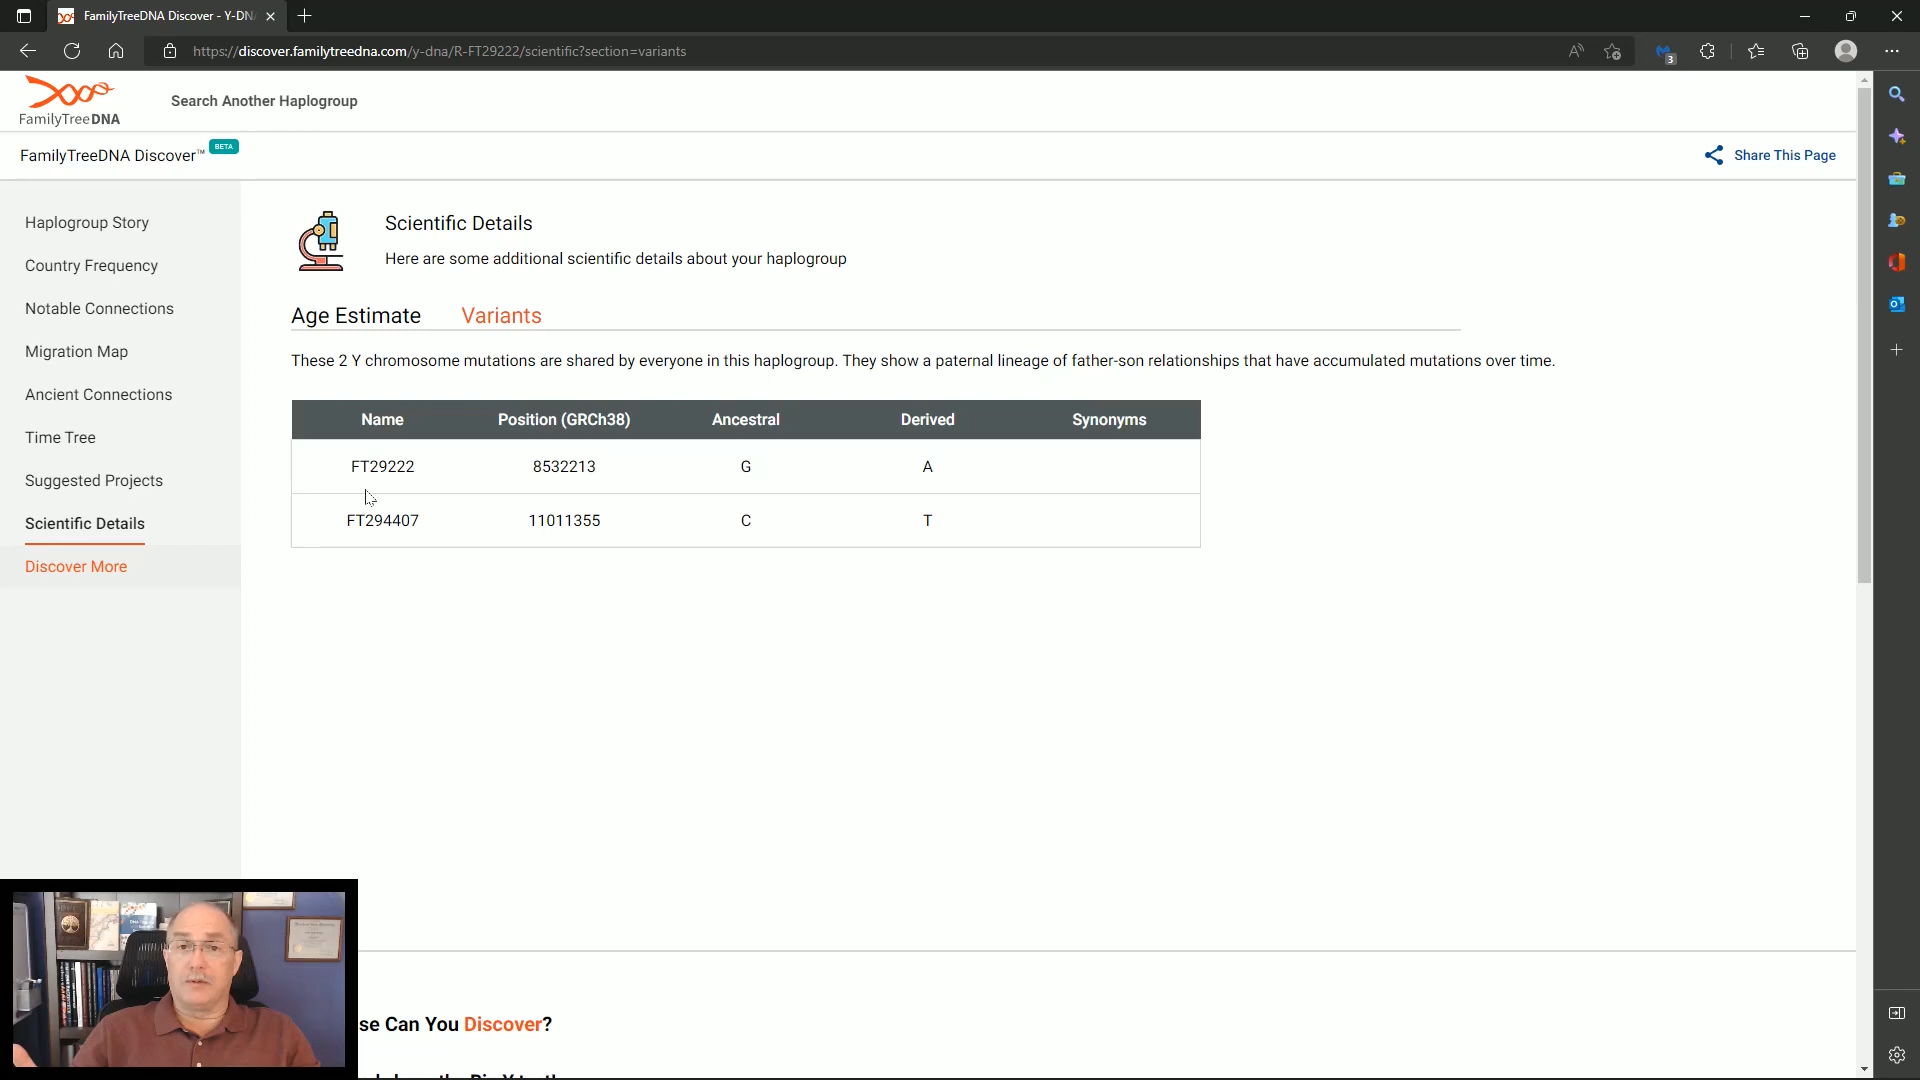 FamilyTreeDNA Discover - Y-DN
https://discover.familytreedna.com/y-dna/R-FT29222/scientific?section=variants
3
FamilyTreeDNA
Search Another Haplogroup
FamilyTreeDNA Discover™ BETA
Share This Page
Haplogroup Story
Country Frequency
Notable Connections
Migration Map
Ancient Connections
Time Tree
Suggested Projects
Scientific Details
Discover More
Scientific Details
Here are some additional scientific details about your haplogroup
Age Estimate Variants
These 2 Y chromosome mutations are shared by everyone in this haplogroup. They show a paternal lineage of father-son relationships that have accumulated mutations over time.
Name Position (GRCh38) Ancestral Derived Synonyms
FT29222 8532213 G A
FT294407 11011355 C T
se Can You Discover?